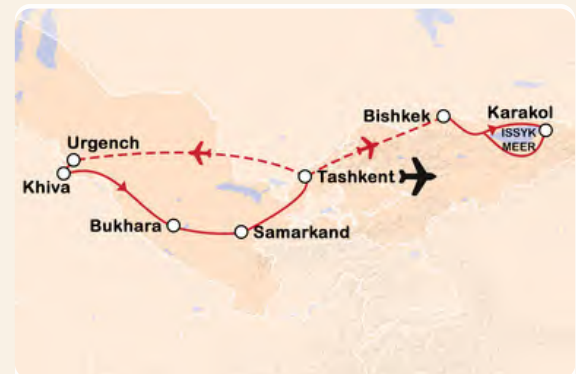 Bishkek
Karakol
ISSYK
MEER
Urgench
Khiva
Tashkent
Bukhara
Samarkand